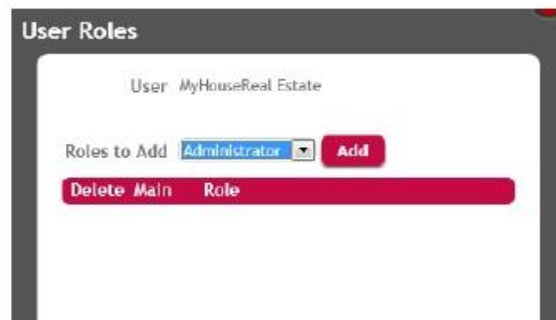 User Roles
User MyHouseReal Estate
Roles to Add Administrator Add
Delete Main Role